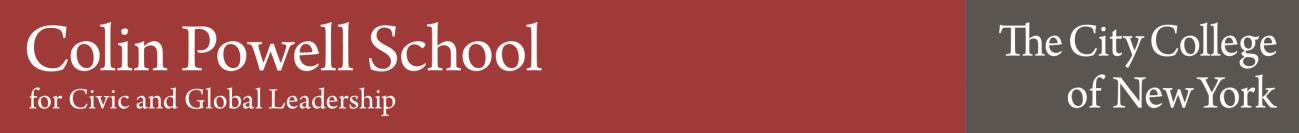 Colin Powell School
for Civic and Global Leadership
The City College
of New York